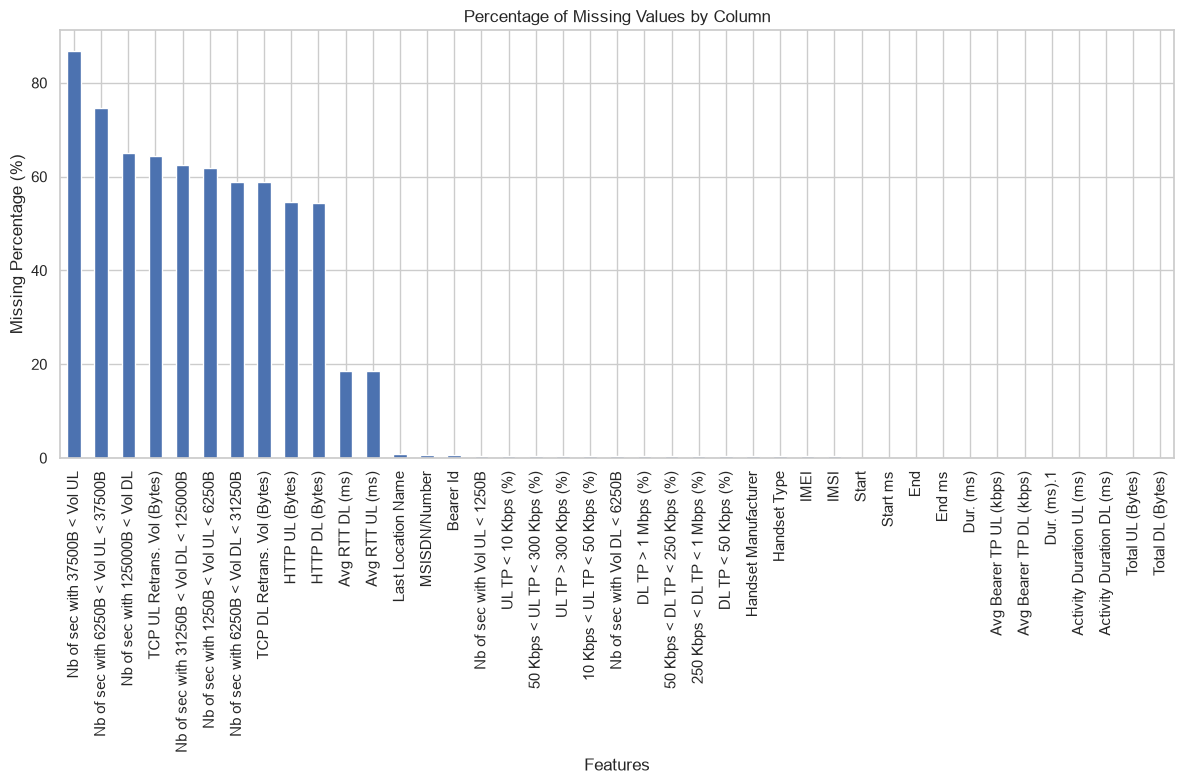 Percentage of Missing Values by Column
Missing Percentage (%)
80
60
40
20
0
Nb of sec with 37500B < Vol UL
Nb of sec with 6250B < Vol UL < 37500B
Nb of sec with 125000B < Vol DL
TCP UL Retrans. Vol (Bytes)
Nb of sec with 31250B < Vol DL < 125000B
Nb of sec with 1250B < Vol UL < 6250B
Nb of sec with 6250B < Vol DL < 31250B
TCP DL Retrans. Vol (Bytes)
HTTP UL (Bytes)
HTTP DL (Bytes)
Avg RTT DL (ms)
Avg RTT UL (ms)
Last Location Name
MSISDN/Number
Bearer Id
Nb of sec with Vol UL < 1250B
UL TP < 10 Kbps (%)
50 Kbps < UL TP < 300 Kbps (%)
UL TP > 300 Kbps (%)
10 Kbps < UL TP < 50 Kbps (%)
Nb of sec with Vol DL < 6250B
DL TP > 1 Mbps (%)
50 Kbps < DL TP < 250 Kbps (%)
250 Kbps < DL TP < 1 Mbps (%)
DL TP < 50 Kbps (%)
Handset Manufacturer
Handset Type
IMEI
IMSI
Start
Start ms
End
End ms
Dur. (ms)
Avg Bearer TP UL (kbps)
Avg Bearer TP DL (kbps)
Dur. (ms).1
Activity Duration UL (ms)
Activity Duration DL (ms)
Total UL (Bytes)
Total DL (Bytes)
Features